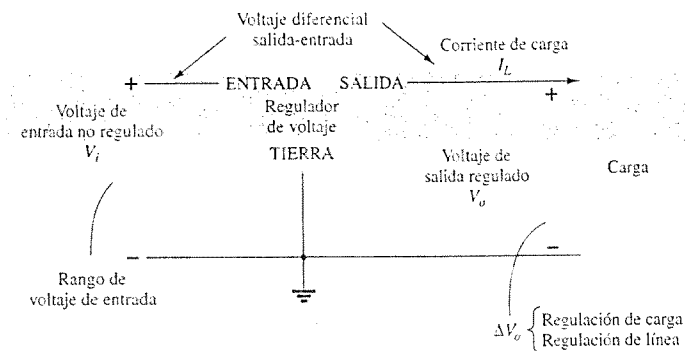 Voltaje diferencial
salida-entrada
Corriente de carga
I_L
+
ENTRADA
SALIDA
+
Voltaje de
entrada no regulado
V_i
Regulador
de voltaje
TIERRA
Voltaje de
salida regulado
V_o
Carga
−
−
Rango de
voltaje de entrada
ΔV_o { Regulación de carga
Regulación de línea